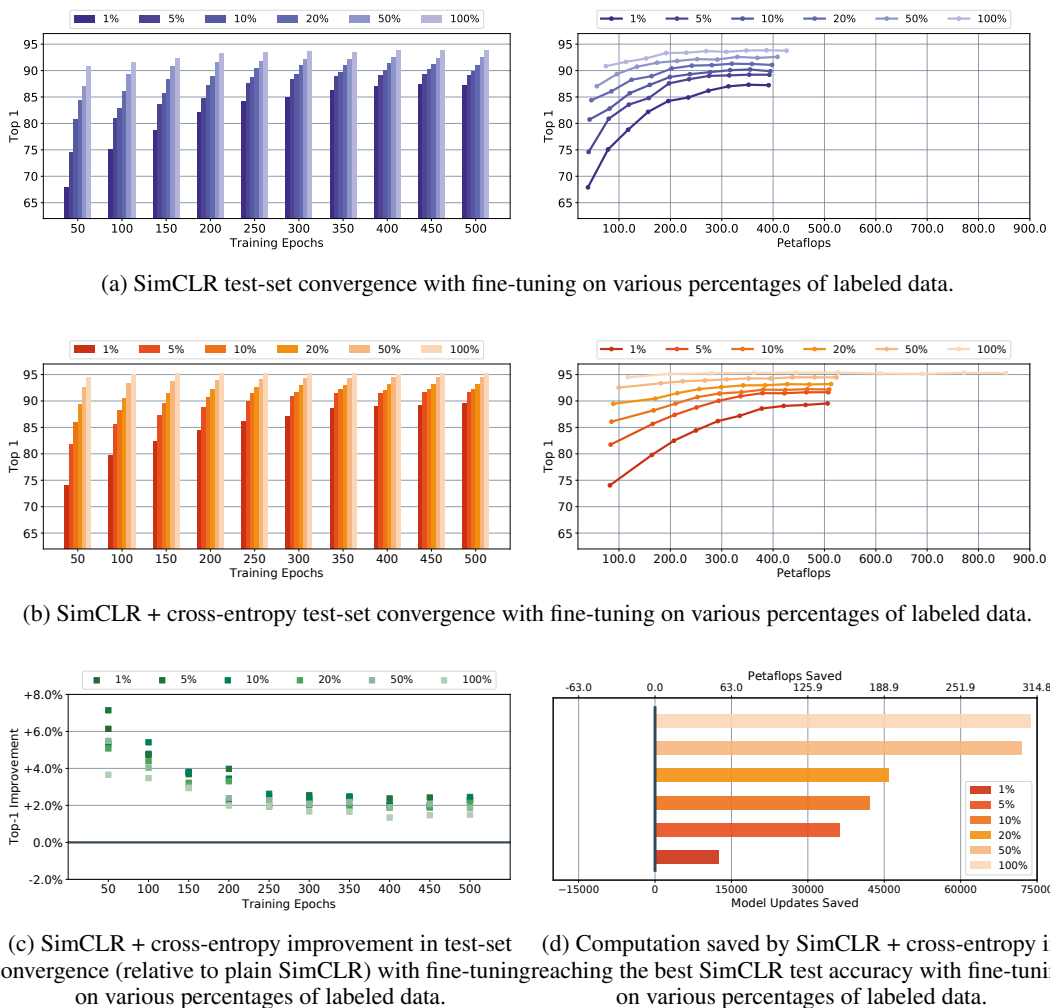 1% 5% 10% 20% 50% 100%
1% 5% 10% 20% 50% 100%
95
90
85
80
75
70
65
Top 1
50 100 150 200 250 300 350 400 450 500
Training Epochs
95
90
85
80
75
70
65
Top 1
100.0 200.0 300.0 400.0 500.0 600.0 700.0 800.0 900.0
Petaflops
(a) SimCLR test-set convergence with fine-tuning on various percentages of labeled data.
1% 5% 10% 20% 50% 100%
1% 5% 10% 20% 50% 100%
95
90
85
80
75
70
65
Top 1
50 100 150 200 250 300 350 400 450 500
Training Epochs
95
90
85
80
75
70
65
Top 1
100.0 200.0 300.0 400.0 500.0 600.0 700.0 800.0 900.0
Petaflops
(b) SimCLR + cross-entropy test-set convergence with fine-tuning on various percentages of labeled data.
1% 5% 10% 20% 50% 100%
+8.0%
+6.0%
+4.0%
+2.0%
0.0%
-2.0%
Top-1 Improvement
50 100 150 200 250 300 350 400 450 500
Training Epochs
Petaflops Saved
-63.0 0.0 63.0 125.9 188.9 251.9 314.8
1%
5%
10%
20%
50%
100%
−15000 0 15000 30000 45000 60000 75000
Model Updates Saved
(c) SimCLR + cross-entropy improvement in test-set
onvergence (relative to plain SimCLR) with fine-tuning
on various percentages of labeled data.
(d) Computation saved by SimCLR + cross-entropy i
reaching the best SimCLR test accuracy with fine-tuni
on various percentages of labeled data.